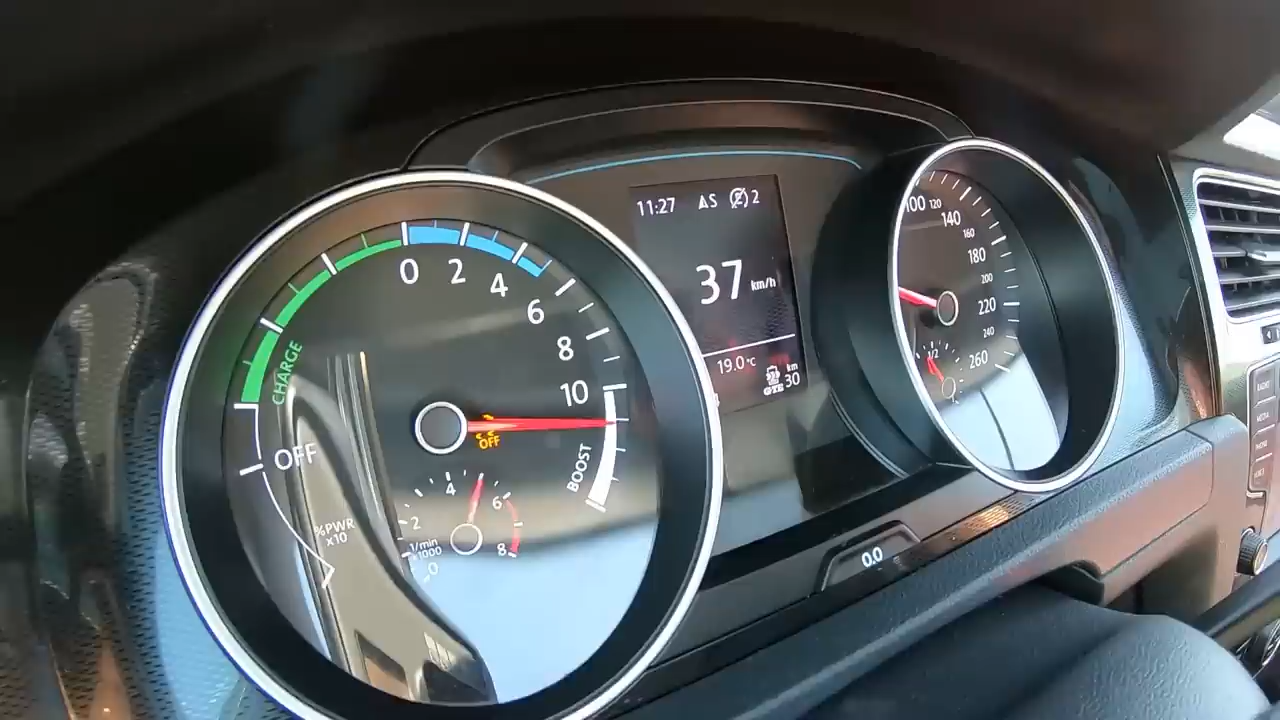 11:27 AS 2
37 km/h
19.0°C
GTE
km
30
0
2
4
6
8
10
CHARGE
OFF
BOOST
OFF
%PWR
x10
0
2
4
6
8
1/min
x1000
100
120
140
160
180
200
220
240
260
1/2
0.0